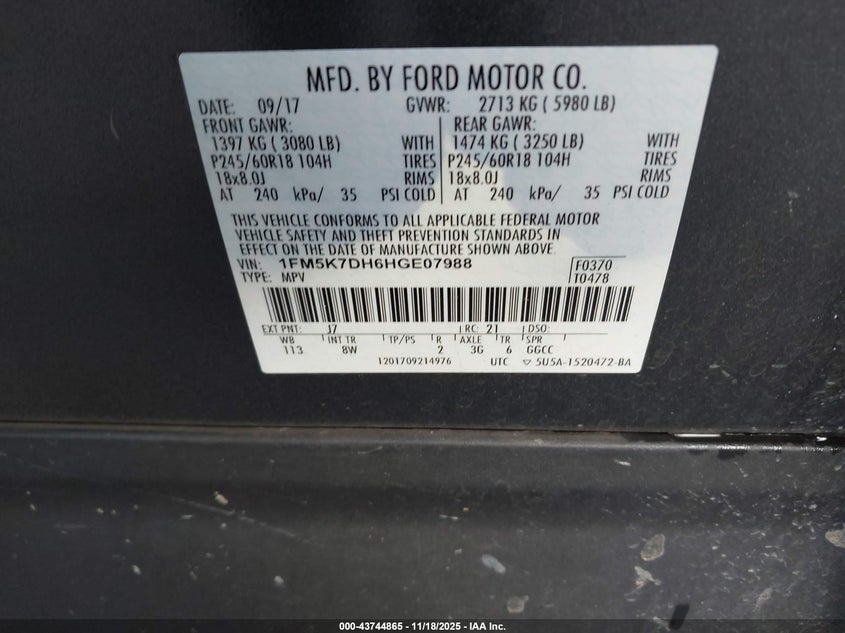 MFD. BY FORD MOTOR CO.
DATE: 09/17 GVWR: 2713 KG ( 5980 LB)
FRONT GAWR: REAR GAWR:
1397 KG ( 3080 LB) WITH 1474 KG ( 3250 LB) WITH
P245/60R18 104H TIRES P245/60R18 104H TIRES
18x8.0J RIMS 18x8.0J RIMS
AT 240 kPa/ 35 PSI COLD AT 240 kPa/ 35 PSI COLD
THIS VEHICLE CONFORMS TO ALL APPLICABLE FEDERAL MOTOR
VEHICLE SAFETY AND THEFT PREVENTION STANDARDS IN
EFFECT ON THE DATE OF MANUFACTURE SHOWN ABOVE.
VIN: 1FM5K7DH6HGE07988 F0370
TYPE: MPV T0478
EXT PNT: J7 RC: 21 DSO:
WB INT TR TP/PS R AXLE TR SPR
113 8W 2 3G 6 GGCC
1201709214976 UTC ▽ 5U5A-1520472-BA
000-43744865 - 11/18/2025 - IAA Inc.